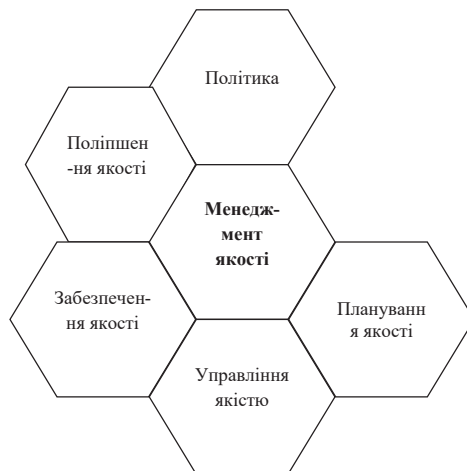 Політика
Поліпшен
-ня якості
Менедж-
мент
якості
Забезпечен-
ня якості
Плануванн
я якості
Управління
якістю